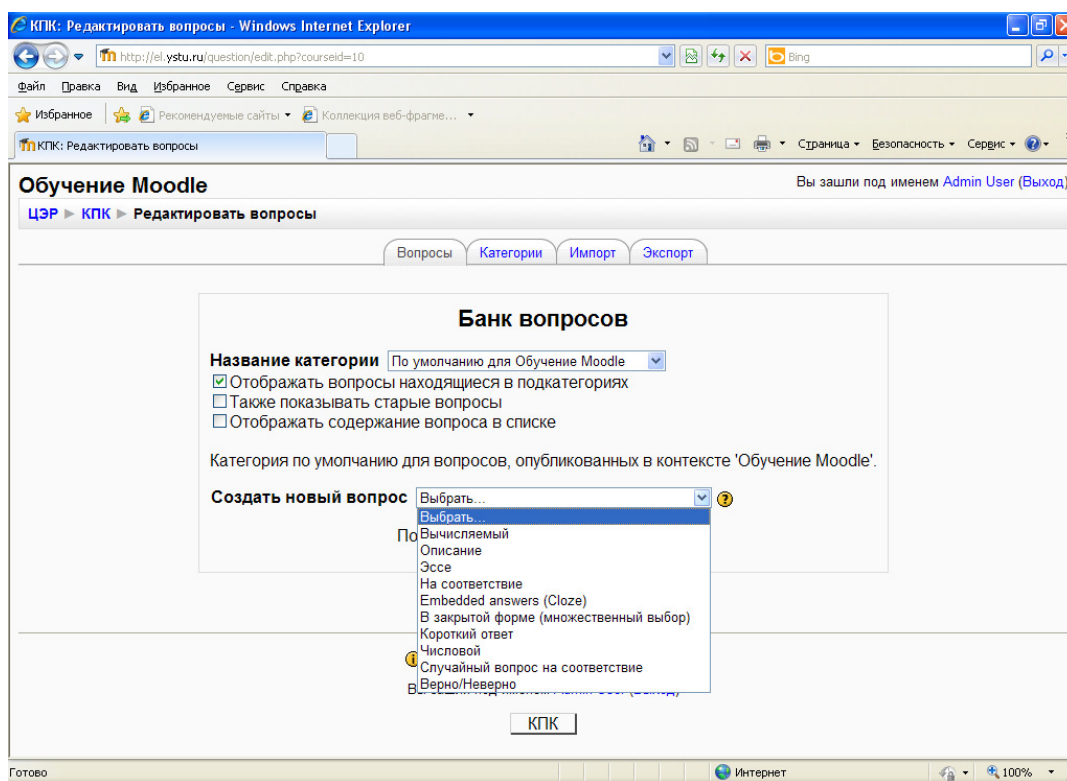 КПК: Редактировать вопросы - Windows Internet Explorer
http://el.ystu.ru/question/edit.php?courseid=10
Bing
Файл Правка Вид Избранное Сервис Справка
Избранное Рекомендуемые сайты Коллекция веб-фрагме...
КПК: Редактировать вопросы
Страница Безопасность Сервис
Обучение Moodle
Вы зашли под именем Admin User (Выход)
ЦЭР ► КПК ► Редактировать вопросы
Вопросы Категории Импорт Экспорт
Банк вопросов
Название категории По умолчанию для Обучение Moodle
Отображать вопросы находящиеся в подкатегориях
Также показывать старые вопросы
Отображать содержание вопроса в списке
Категория по умолчанию для вопросов, опубликованных в контексте 'Обучение Moodle'.
Создать новый вопрос Выбрать... ?
Выбрать...
По
Вычисляемый
Описание
Эссе
На соответствие
Embedded answers (Cloze)
В закрытой форме (множественный выбор)
Короткий ответ
Числовой
Случайный вопрос на соответствие
Верно/Неверно
КПК
Готово
Интернет
100%